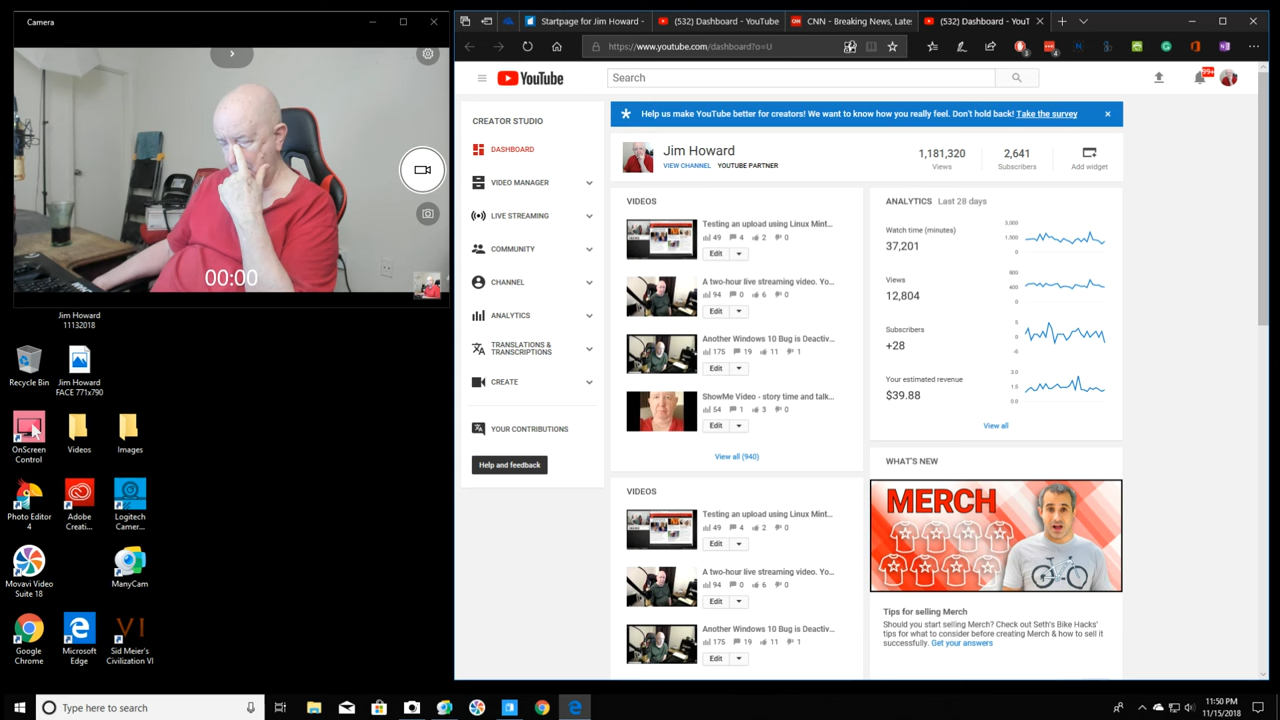 Camera
00:00
Jim Howard
11132018
Recycle Bin
Jim Howard
FACE 771x790
OnScreen
Control
Videos
Images
Photo Editor
4
Adobe
Creati...
Logitech
Camer...
Movavi Video
Suite 18
ManyCam
Google
Chrome
Microsoft
Edge
VI
Sid Meier's
Civilization VI
Startpage for Jim Howard -
(532) Dashboard - YouTube
CNN - Breaking News, Lates
(532) Dashboard - YouT
https://www.youtube.com/dashboard?o=U
3
4
YouTube
Search
99+
CREATOR STUDIO
DASHBOARD
VIDEO MANAGER
LIVE STREAMING
COMMUNITY
CHANNEL
ANALYTICS
TRANSLATIONS &
TRANSCRIPTIONS
CREATE
YOUR CONTRIBUTIONS
Help and feedback
Help us make YouTube better for creators! We want to know how you really feel. Don't hold back! Take the survey
Jim Howard
VIEW CHANNEL YOUTUBE PARTNER
1,181,320
Views
2,641
Subscribers
Add widget
VIDEOS
Testing an upload using Linux Mint...
49 4 2 0
Edit
A two-hour live streaming video. Yo...
94 0 6 0
Edit
Another Windows 10 Bug is Deactiv...
175 19 11 1
Edit
ShowMe Video - story time and talk...
54 1 3 0
Edit
View all (940)
VIDEOS
Testing an upload using Linux Mint...
49 4 2 0
Edit
A two-hour live streaming video. Yo...
94 0 6 0
Edit
Another Windows 10 Bug is Deactiv...
175 19 11 1
Edit
ANALYTICS Last 28 days
Watch time (minutes)
37,201
3,000
1,500
0
Views
12,804
800
400
0
Subscribers
+28
5
0
-6
Your estimated revenue
$39.88
3.0
1.5
0.0
View all
WHAT'S NEW
MERCH
Tips for selling Merch
Should you start selling Merch? Check out Seth's Bike Hacks'
tips for what to consider before creating Merch & how to sell it
successfully. Get your answers
Type here to search
11:50 PM
11/15/2018